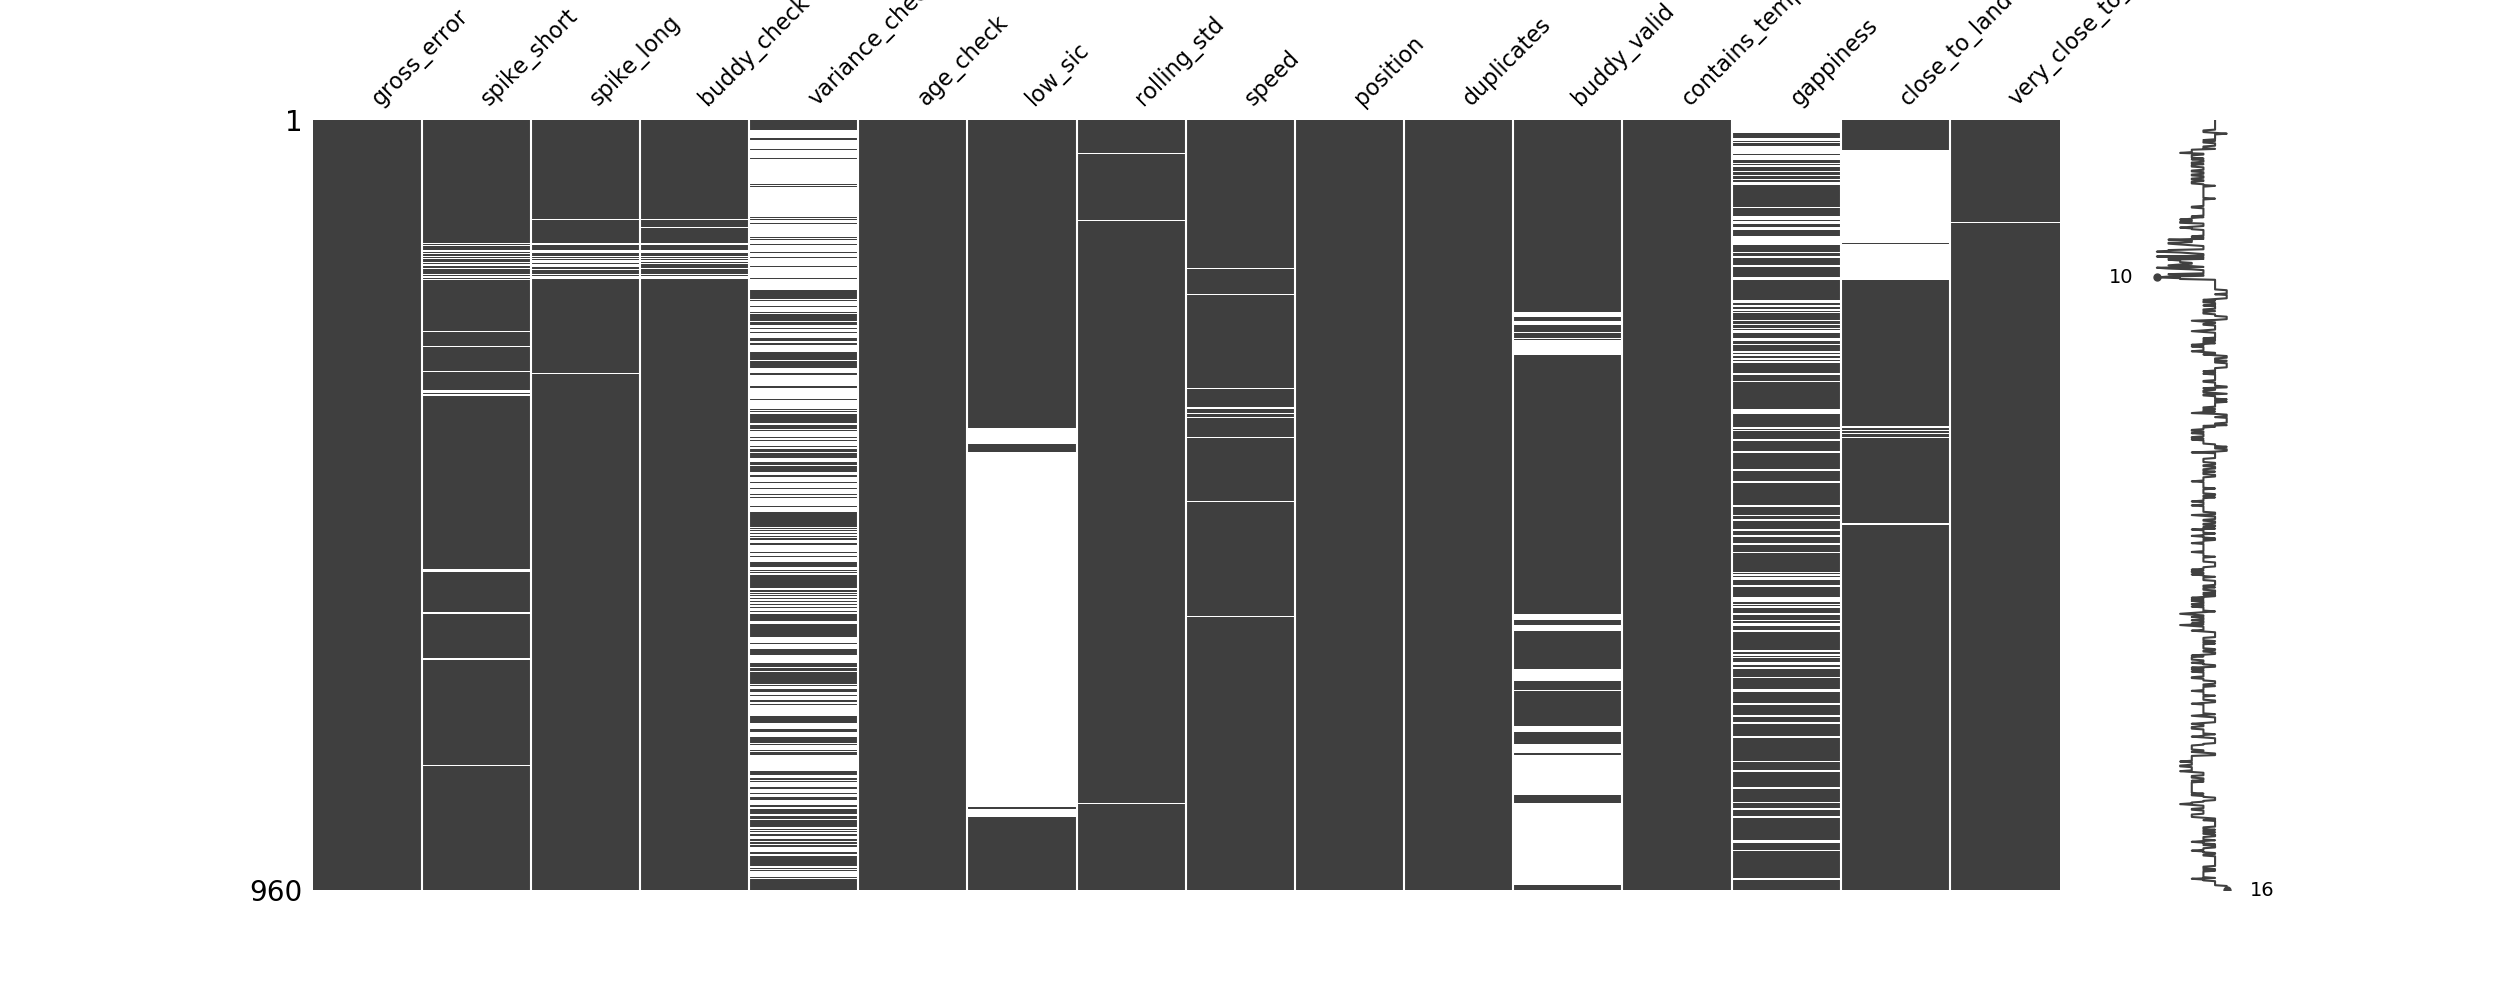 gross_error
spike_short
spike_long
buddy_check
age_check
low_sic
rolling_std
speed
position
duplicates
buddy_valid
gappiness
close_to_land
1
10
960
16